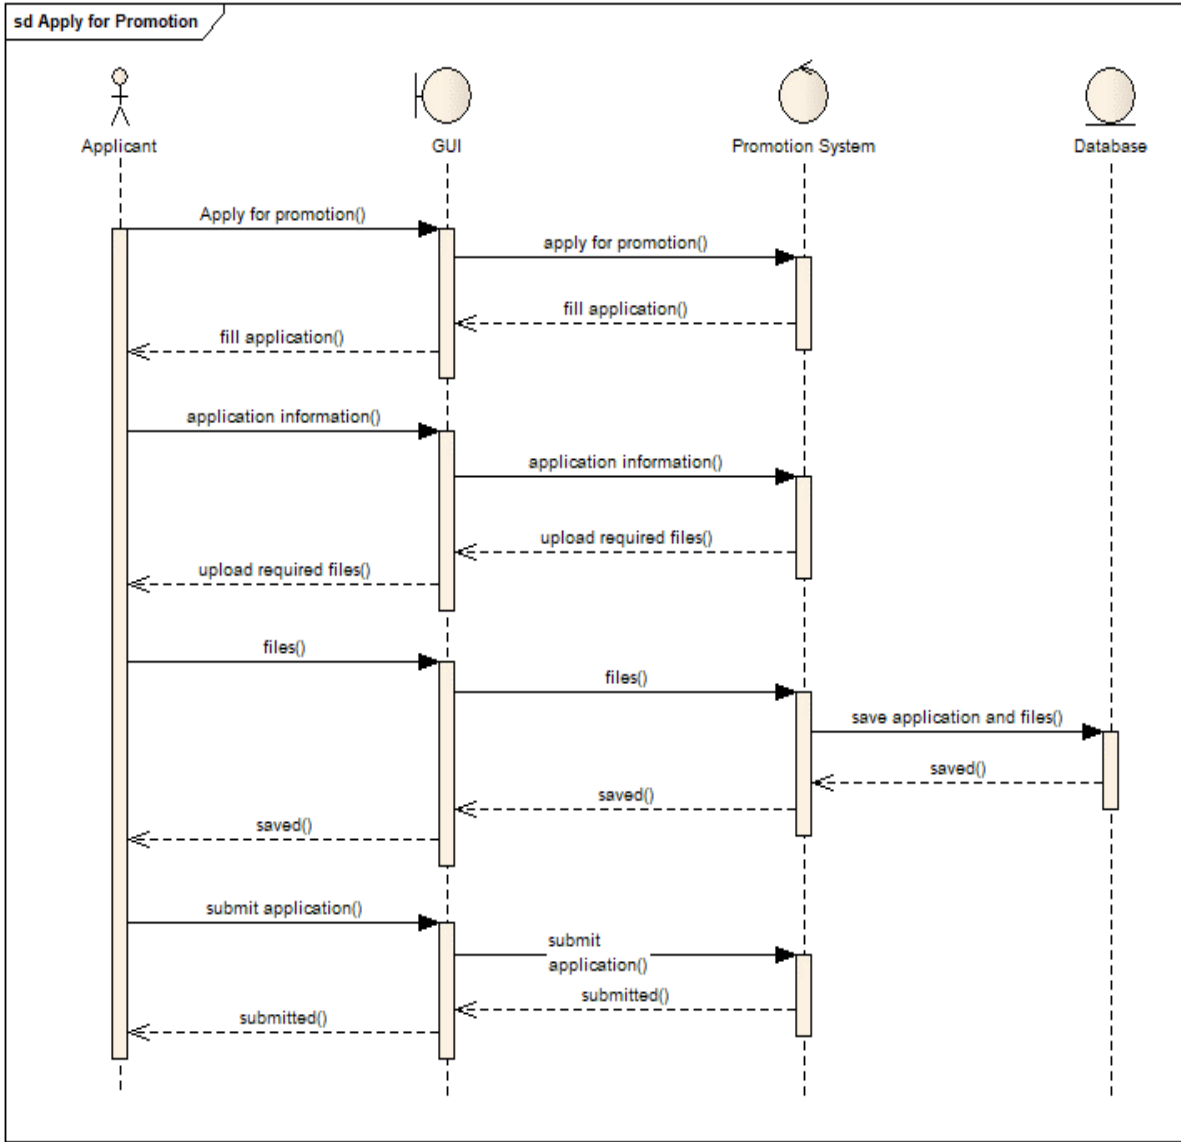 sd Apply for Promotion
Applicant
GUI
Promotion System
Database
Apply for promotion()
apply for promotion()
fill application()
fill application()
application information()
application information()
upload required files()
upload required files()
files()
files()
save application and files()
saved()
saved()
saved()
submit application()
submit
application()
submitted()
submitted()